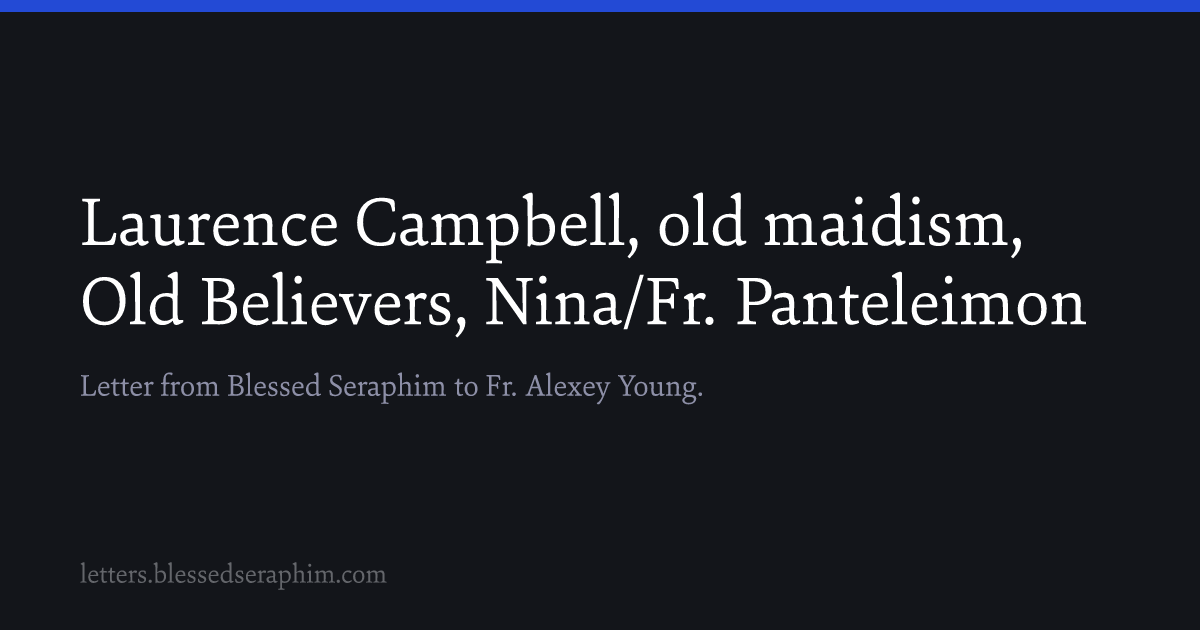 Laurence Campbell, old maidism,
Old Believers, Nina/Fr. Panteleimon
Letter from Blessed Seraphim to Fr. Alexey Young.
letters.blessedseraphim.com